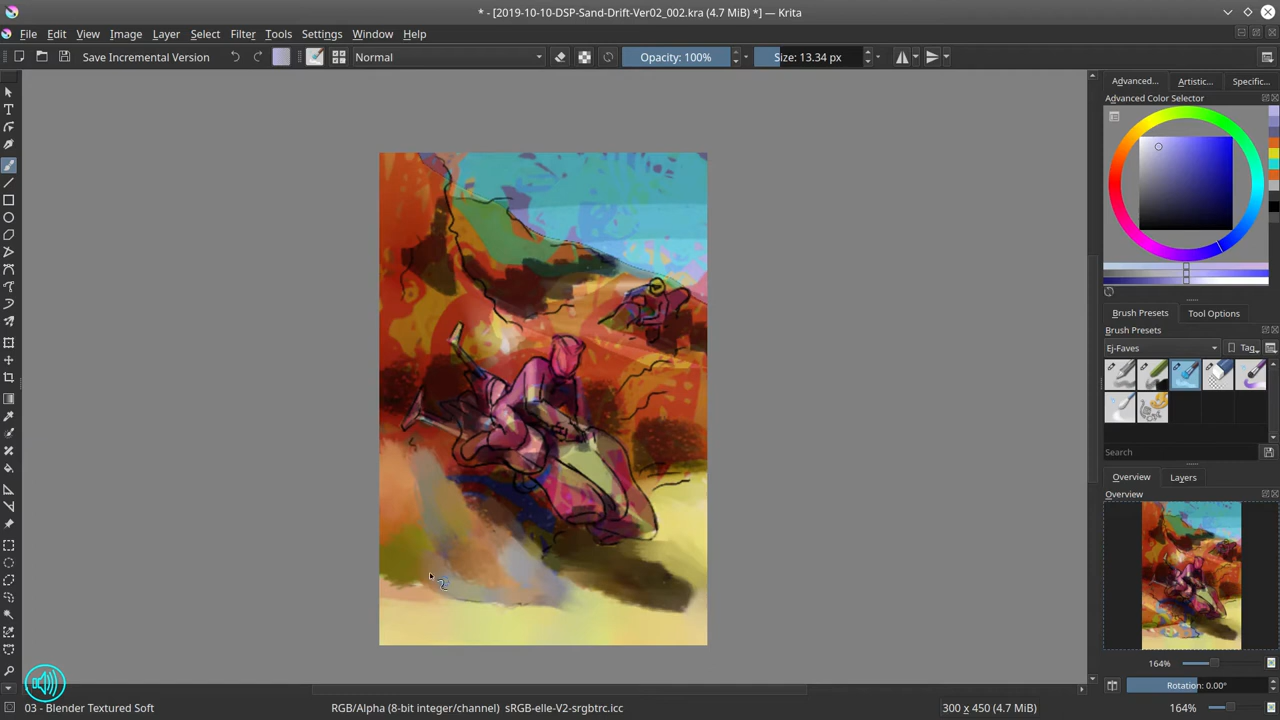 * - [2019-10-10-DSP-Sand-Drift-Ver02_002.kra (4.7 MiB) *] — Krita
File Edit View Image Layer Select Filter Tools Settings Window Help
Save Incremental Version Normal Opacity: 100% Size: 13.34 px
Advanced... Artistic... Specific...
Advanced Color Selector
Brush Presets Tool Options
Brush Presets
Ej-Faves Tag
Search
Overview Layers
Overview
164%
Rotation: 0.00°
03 - Blender Textured Soft RGB/Alpha (8-bit integer/channel) sRGB-elle-V2-srgbtrc.icc 300 x 450 (4.7 MiB) 164%